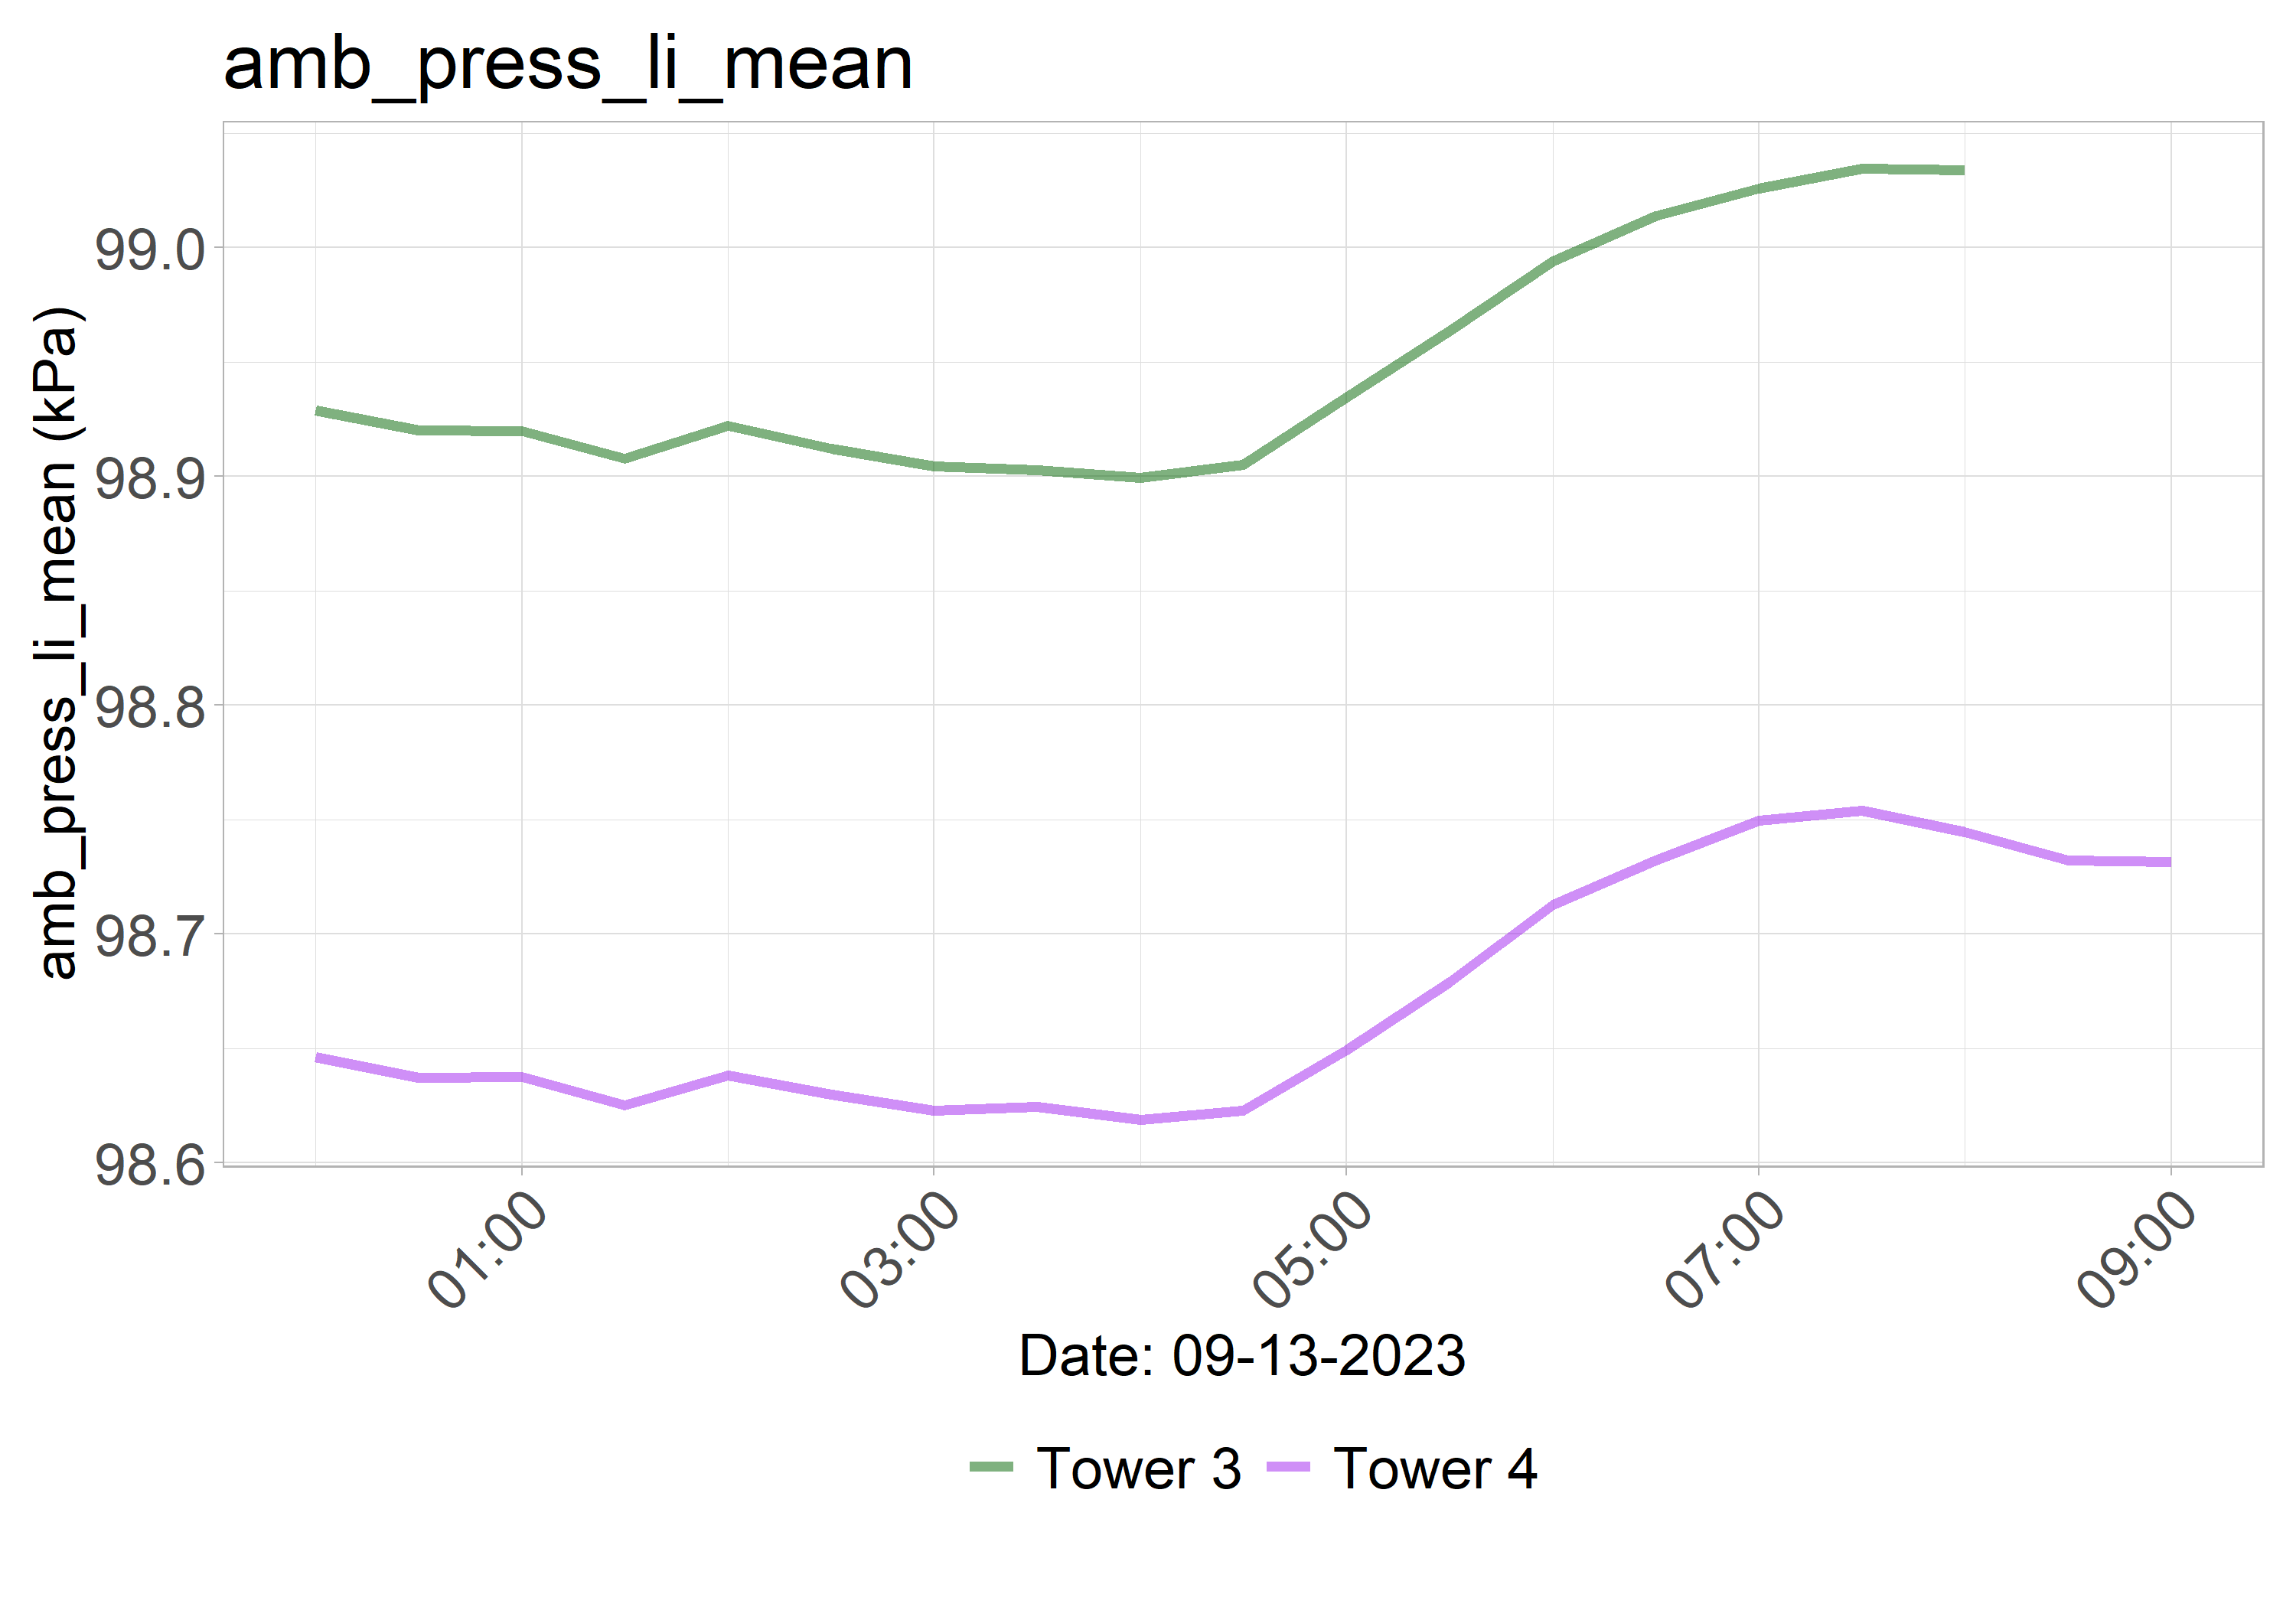 amb_press_li_mean
amb_press_li_mean (kPa)
99.0
98.9
98.8
98.7
98.6
01:00
03:00
05:00
07:00
09:00
Date: 09-13-2023
Tower 3
Tower 4